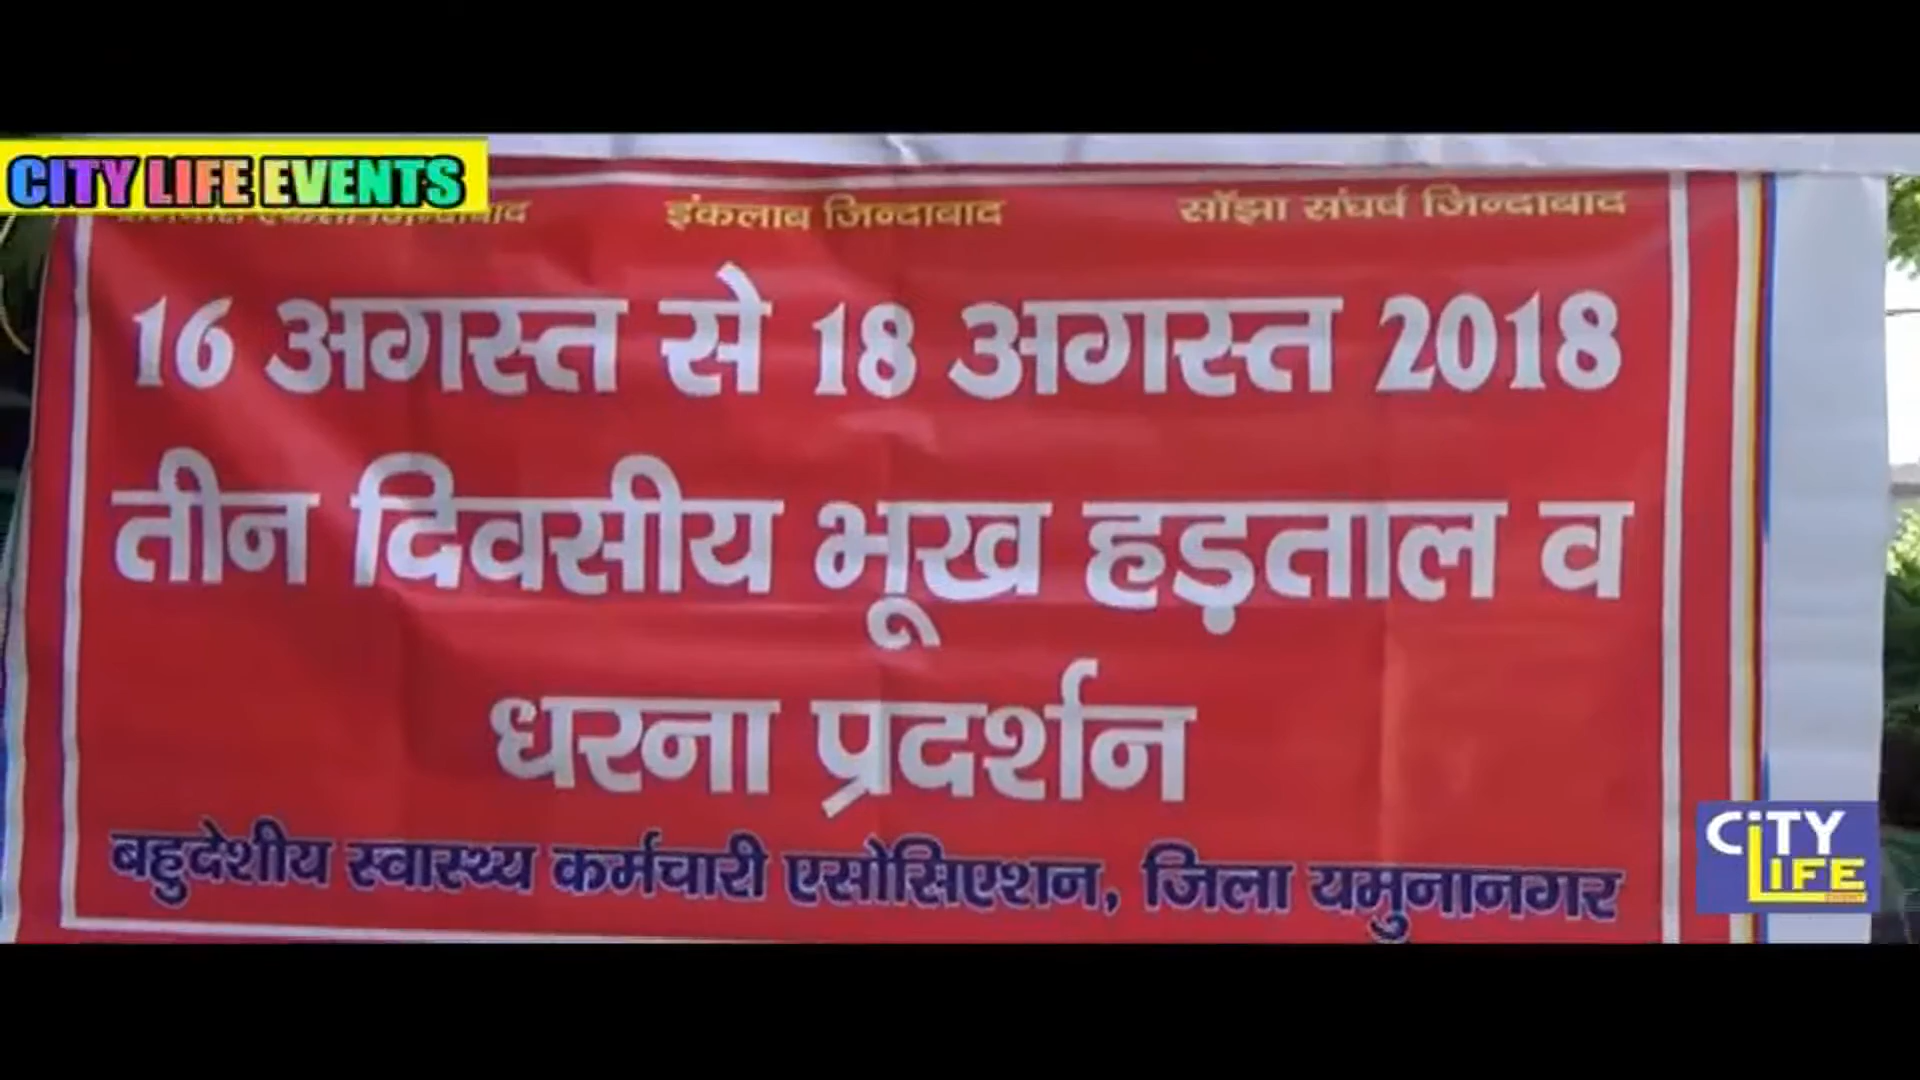 CITY LIFE EVENTS
जिन्दाबाद इंकलाब जिन्दाबाद साँझा संघर्ष जिन्दाबाद
16 अगस्त से 18 अगस्त 2018
तीन दिवसीय भूख हड़ताल व
धरना प्रदर्शन
बहुदेशीय स्वास्थ्य कर्मचारी एसोसिएशन, जिला यमुनानगर
CiTY
LIFE